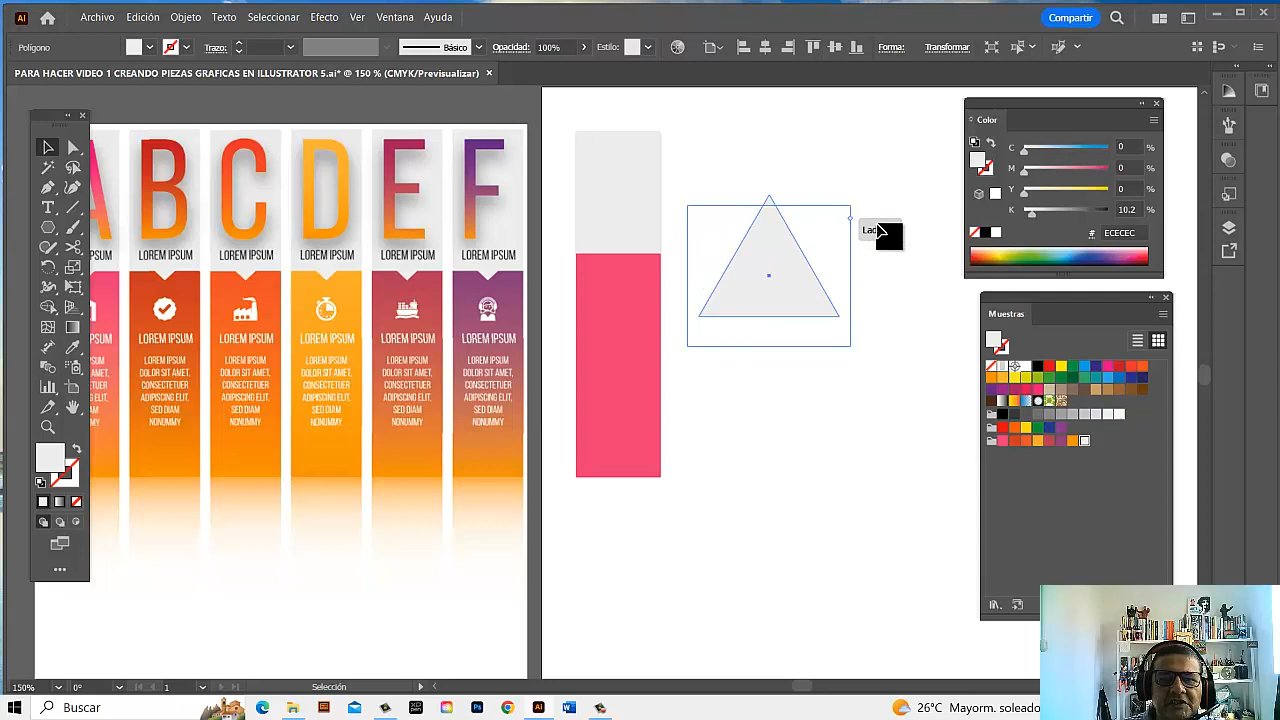 Ai Archivo Edición Objeto Texto Seleccionar Efecto Ver Ventana Ayuda Compartir
Polígono Trazo: Básico Opacidad: 100% Estilo: Forma: Transformar
PARA HACER VIDEO 1 CREANDO PIEZAS GRAFICAS EN ILLUSTRATOR 5.ai* @ 150 % (CMYK/Previsualizar)
A B C D E F
LOREM IPSUM LOREM IPSUM LOREM IPSUM LOREM IPSUM LOREM IPSUM
LOREM IPSUM LOREM IPSUM LOREM IPSUM LOREM IPSUM LOREM IPSUM
LOREM IPSUM LOREM IPSUM LOREM IPSUM LOREM IPSUM LOREM IPSUM
DOLOR SIT AMET, DOLOR SIT AMET, DOLOR SIT AMET, DOLOR SIT AMET, DOLOR SIT AMET,
CONSECTETUER CONSECTETUER CONSECTETUER CONSECTETUER CONSECTETUER
ADIPISCING ELIT, ADIPISCING ELIT, ADIPISCING ELIT, ADIPISCING ELIT, ADIPISCING ELIT,
SED DIAM SED DIAM SED DIAM SED DIAM SED DIAM
NONUMMY NONUMMY NONUMMY NONUMMY NONUMMY
Color
C 0 %
M 0 %
Y 0 %
K 10.2 %
# ECECEC
Muestras
150% 0° 1 Selección
Buscar Ps Ai W 26°C Mayorm. soleado